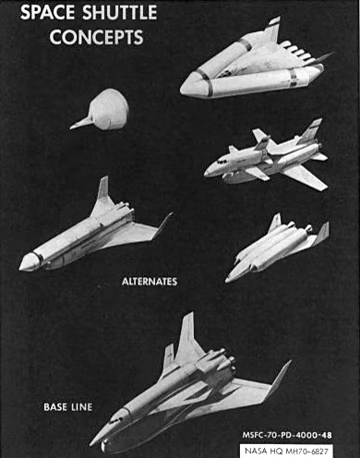 SPACE SHUTTLE
CONCEPTS
ALTERNATES
BASE LINE
MSFC-70-PD-4000-48
NASA HQ MH70-6827